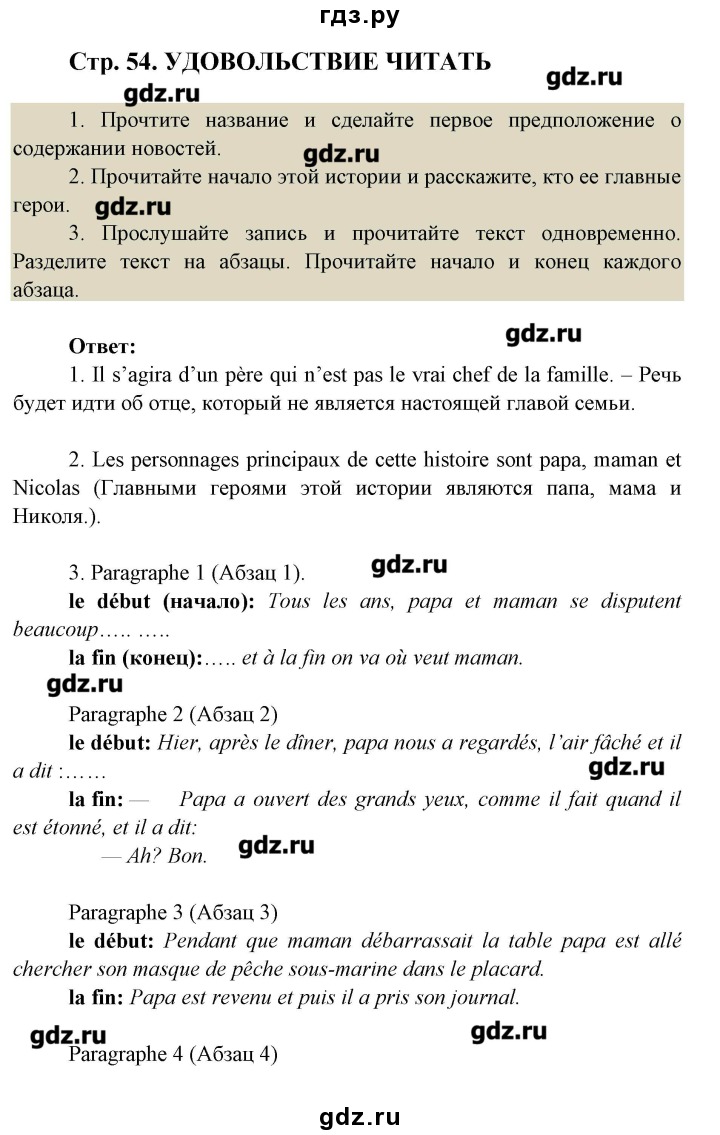 гдз.ру
Стр. 54. УДОВОЛЬСТВИЕ ЧИТАТЬ
gdz.ru
gdz.ru
1. Прочтите название и сделайте первое предположение о
содержании новостей.
gdz.ru
2. Прочитайте начало этой истории и расскажите, кто ее главные
герои.
gdz.ru
3. Прослушайте запись и прочитайте текст одновременно.
Разделите текст на абзацы. Прочитайте начало и конец каждого
абзаца.
gdz.ru
Ответ:
1. Il s’agira d’un père qui n’est pas le vrai chef de la famille. – Речь
будет идти об отце, который не является настоящей главой семьи.
2. Les personnages principaux de cette histoire sont papa, maman et
Nicolas (Главными героями этой истории являются папа, мама и
Николя.).
gdz.ru
3. Paragraphe 1 (Абзац 1).
le début (начало): Tous les ans, papa et maman se disputent
beaucoup….. …..
la fin (конец):….. et à la fin on va où veut maman.
gdz.ru
Paragraphe 2 (Абзац 2)
le début: Hier, après le dîner, papa nous a regardés, l’air fâché et il
a dit :……
gdz.ru
la fin: — Papa a ouvert des grands yeux, comme il fait quand il
est étonné, et il a dit:
gdz.ru
— Ah? Bon.
Paragraphe 3 (Абзац 3)
le début: Pendant que maman débarrassait la table papa est allé
chercher son masque de pêche sous-marine dans le placard.
la fin: Papa est revenu et puis il a pris son journal.
gdz.ru
gdz.ru
Paragraphe 4 (Абзац 4)
gdz.ru